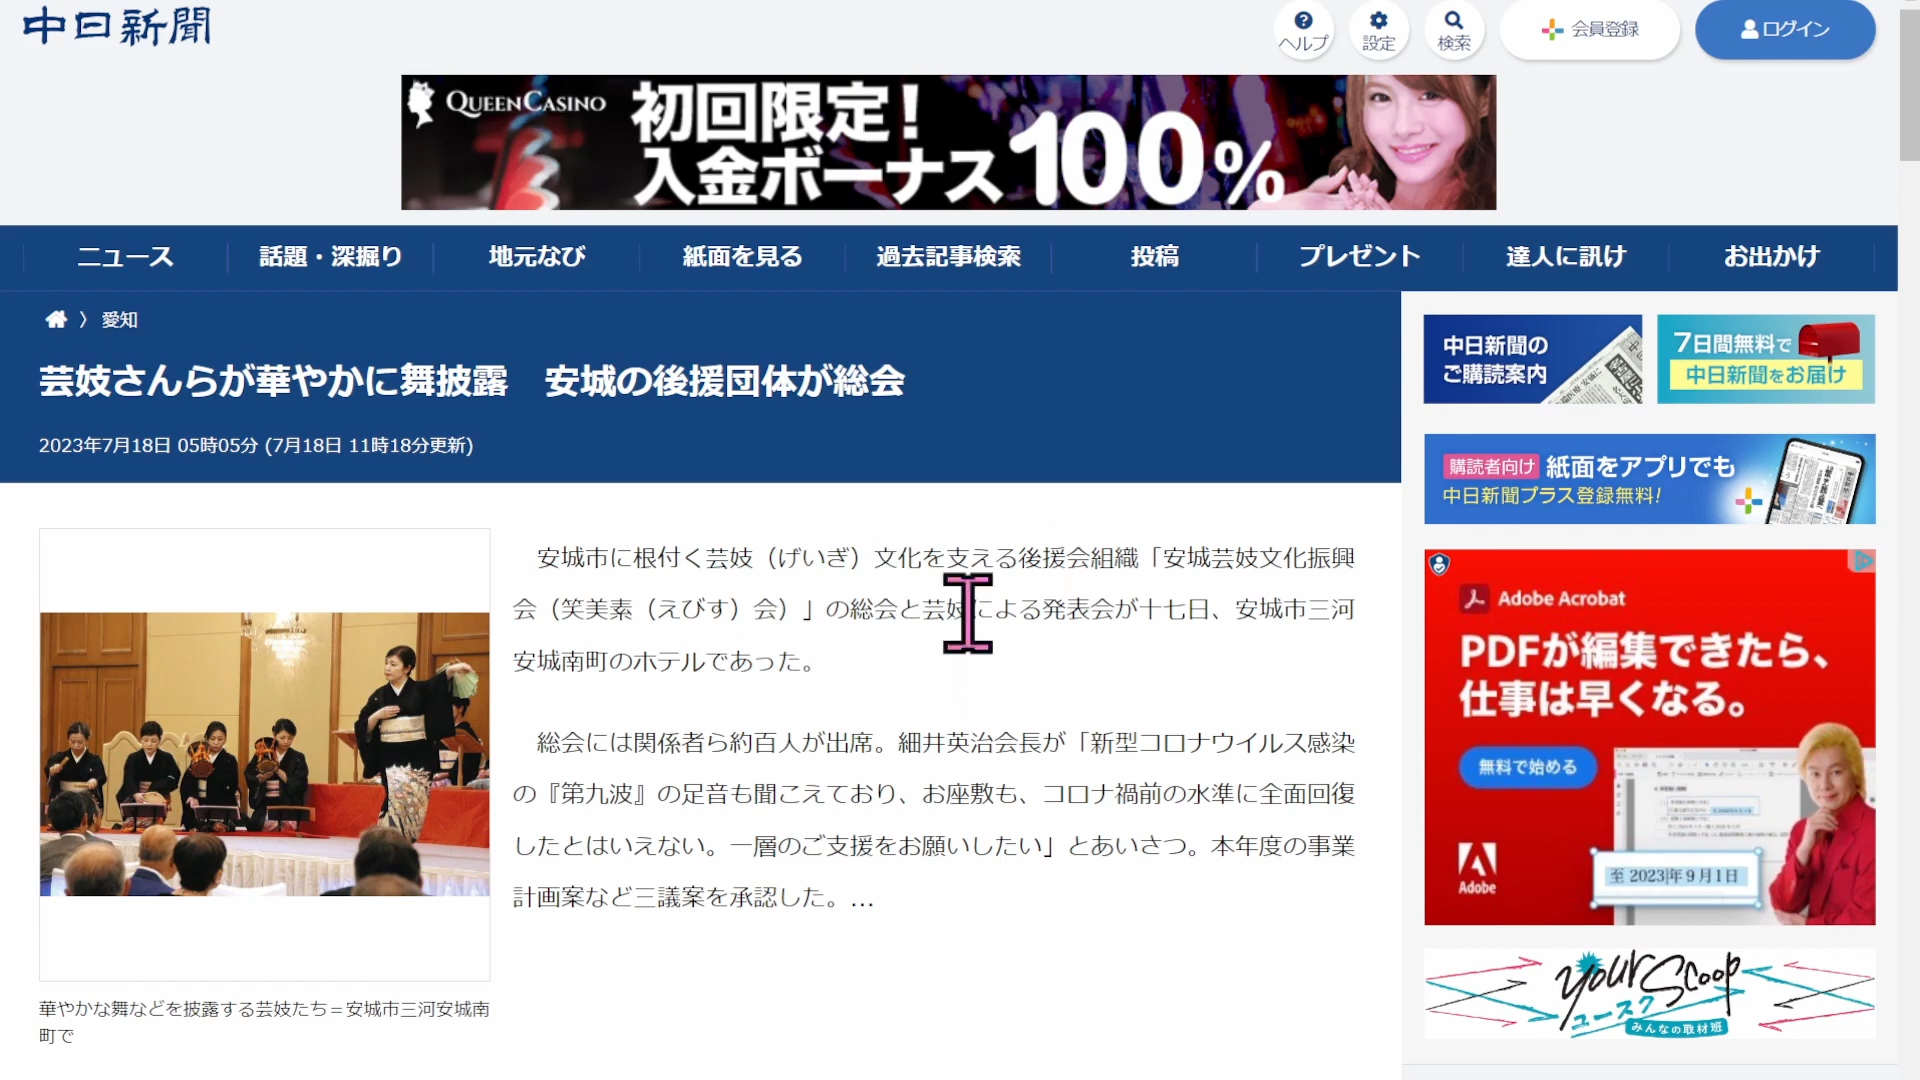 中日新聞
ヘルプ
設定
検索
会員登録
ログイン
QUEENCASINO
初回限定!
入金ボーナス100%
ニュース
話題・深掘り
地元なび
紙面を見る
過去記事検索
投稿
プレゼント
達人に訊け
お出かけ
愛知
芸妓さんらが華やかに舞披露　安城の後援団体が総会
2023年7月18日 05時05分 (7月18日 11時18分更新)
安城市に根付く芸妓（げいぎ）文化を支える後援会組織「安城芸妓文化振興
会（笑美素（えびす）会）」の総会と芸妓による発表会が十七日、安城市三河
安城南町のホテルであった。
総会には関係者ら約百人が出席。細井英治会長が「新型コロナウイルス感染
の『第九波』の足音も聞こえており、お座敷も、コロナ禍前の水準に全面回復
したとはいえない。一層のご支援をお願いしたい」とあいさつ。本年度の事業
計画案など三議案を承認した。…
華やかな舞などを披露する芸妓たち＝安城市三河安城南
町で
中日新聞の
ご購読案内
7日間無料で
中日新聞をお届け
購読者向け 紙面をアプリでも
中日新聞プラス登録無料!
Adobe Acrobat
PDFが編集できたら、
仕事は早くなる。
無料で始める
至 2023年9月1日
Adobe
your Scoop
ユースク
みんなの取材班